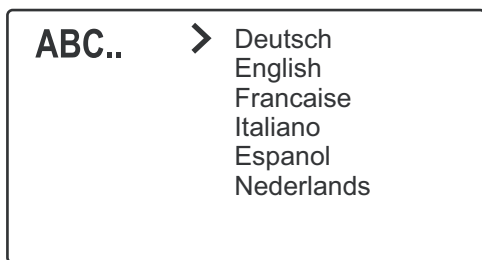 ABC.. > Deutsch
English
Francaise
Italiano
Espanol
Nederlands